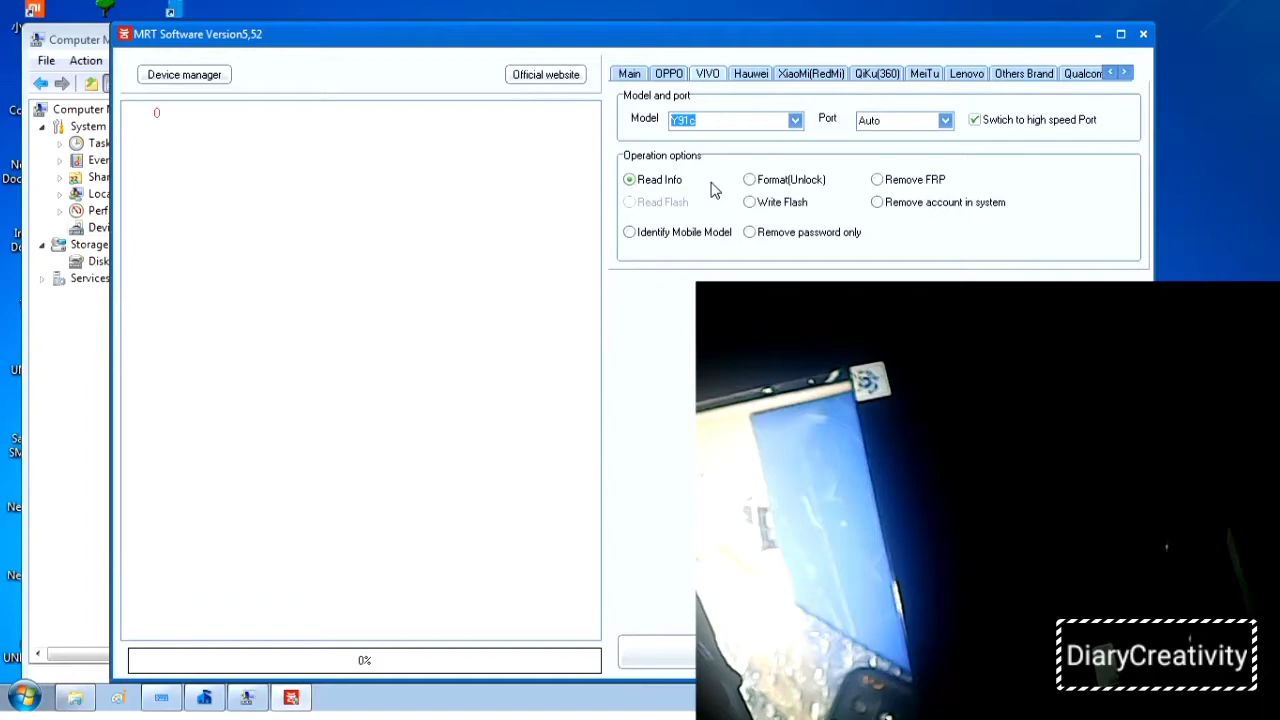 MRT Software Version5,52
Computer M
File Action
Device manager
Official website
Main OPPO VIVO Hauwei XiaoMi(RedMi) QiKu(360) MeiTu Lenovo Others Brand Qualcon
0
Model and port
Model Y91c Port Auto Swtich to high speed Port
Operation options
Read Info Format(Unlock) Remove FRP
Read Flash Write Flash Remove account in system
Identify Mobile Model Remove password only
Computer M
System
Task
Even
Shar
Loca
Perf
Devi
Storage
Disk
Services
0%
DiaryCreativity